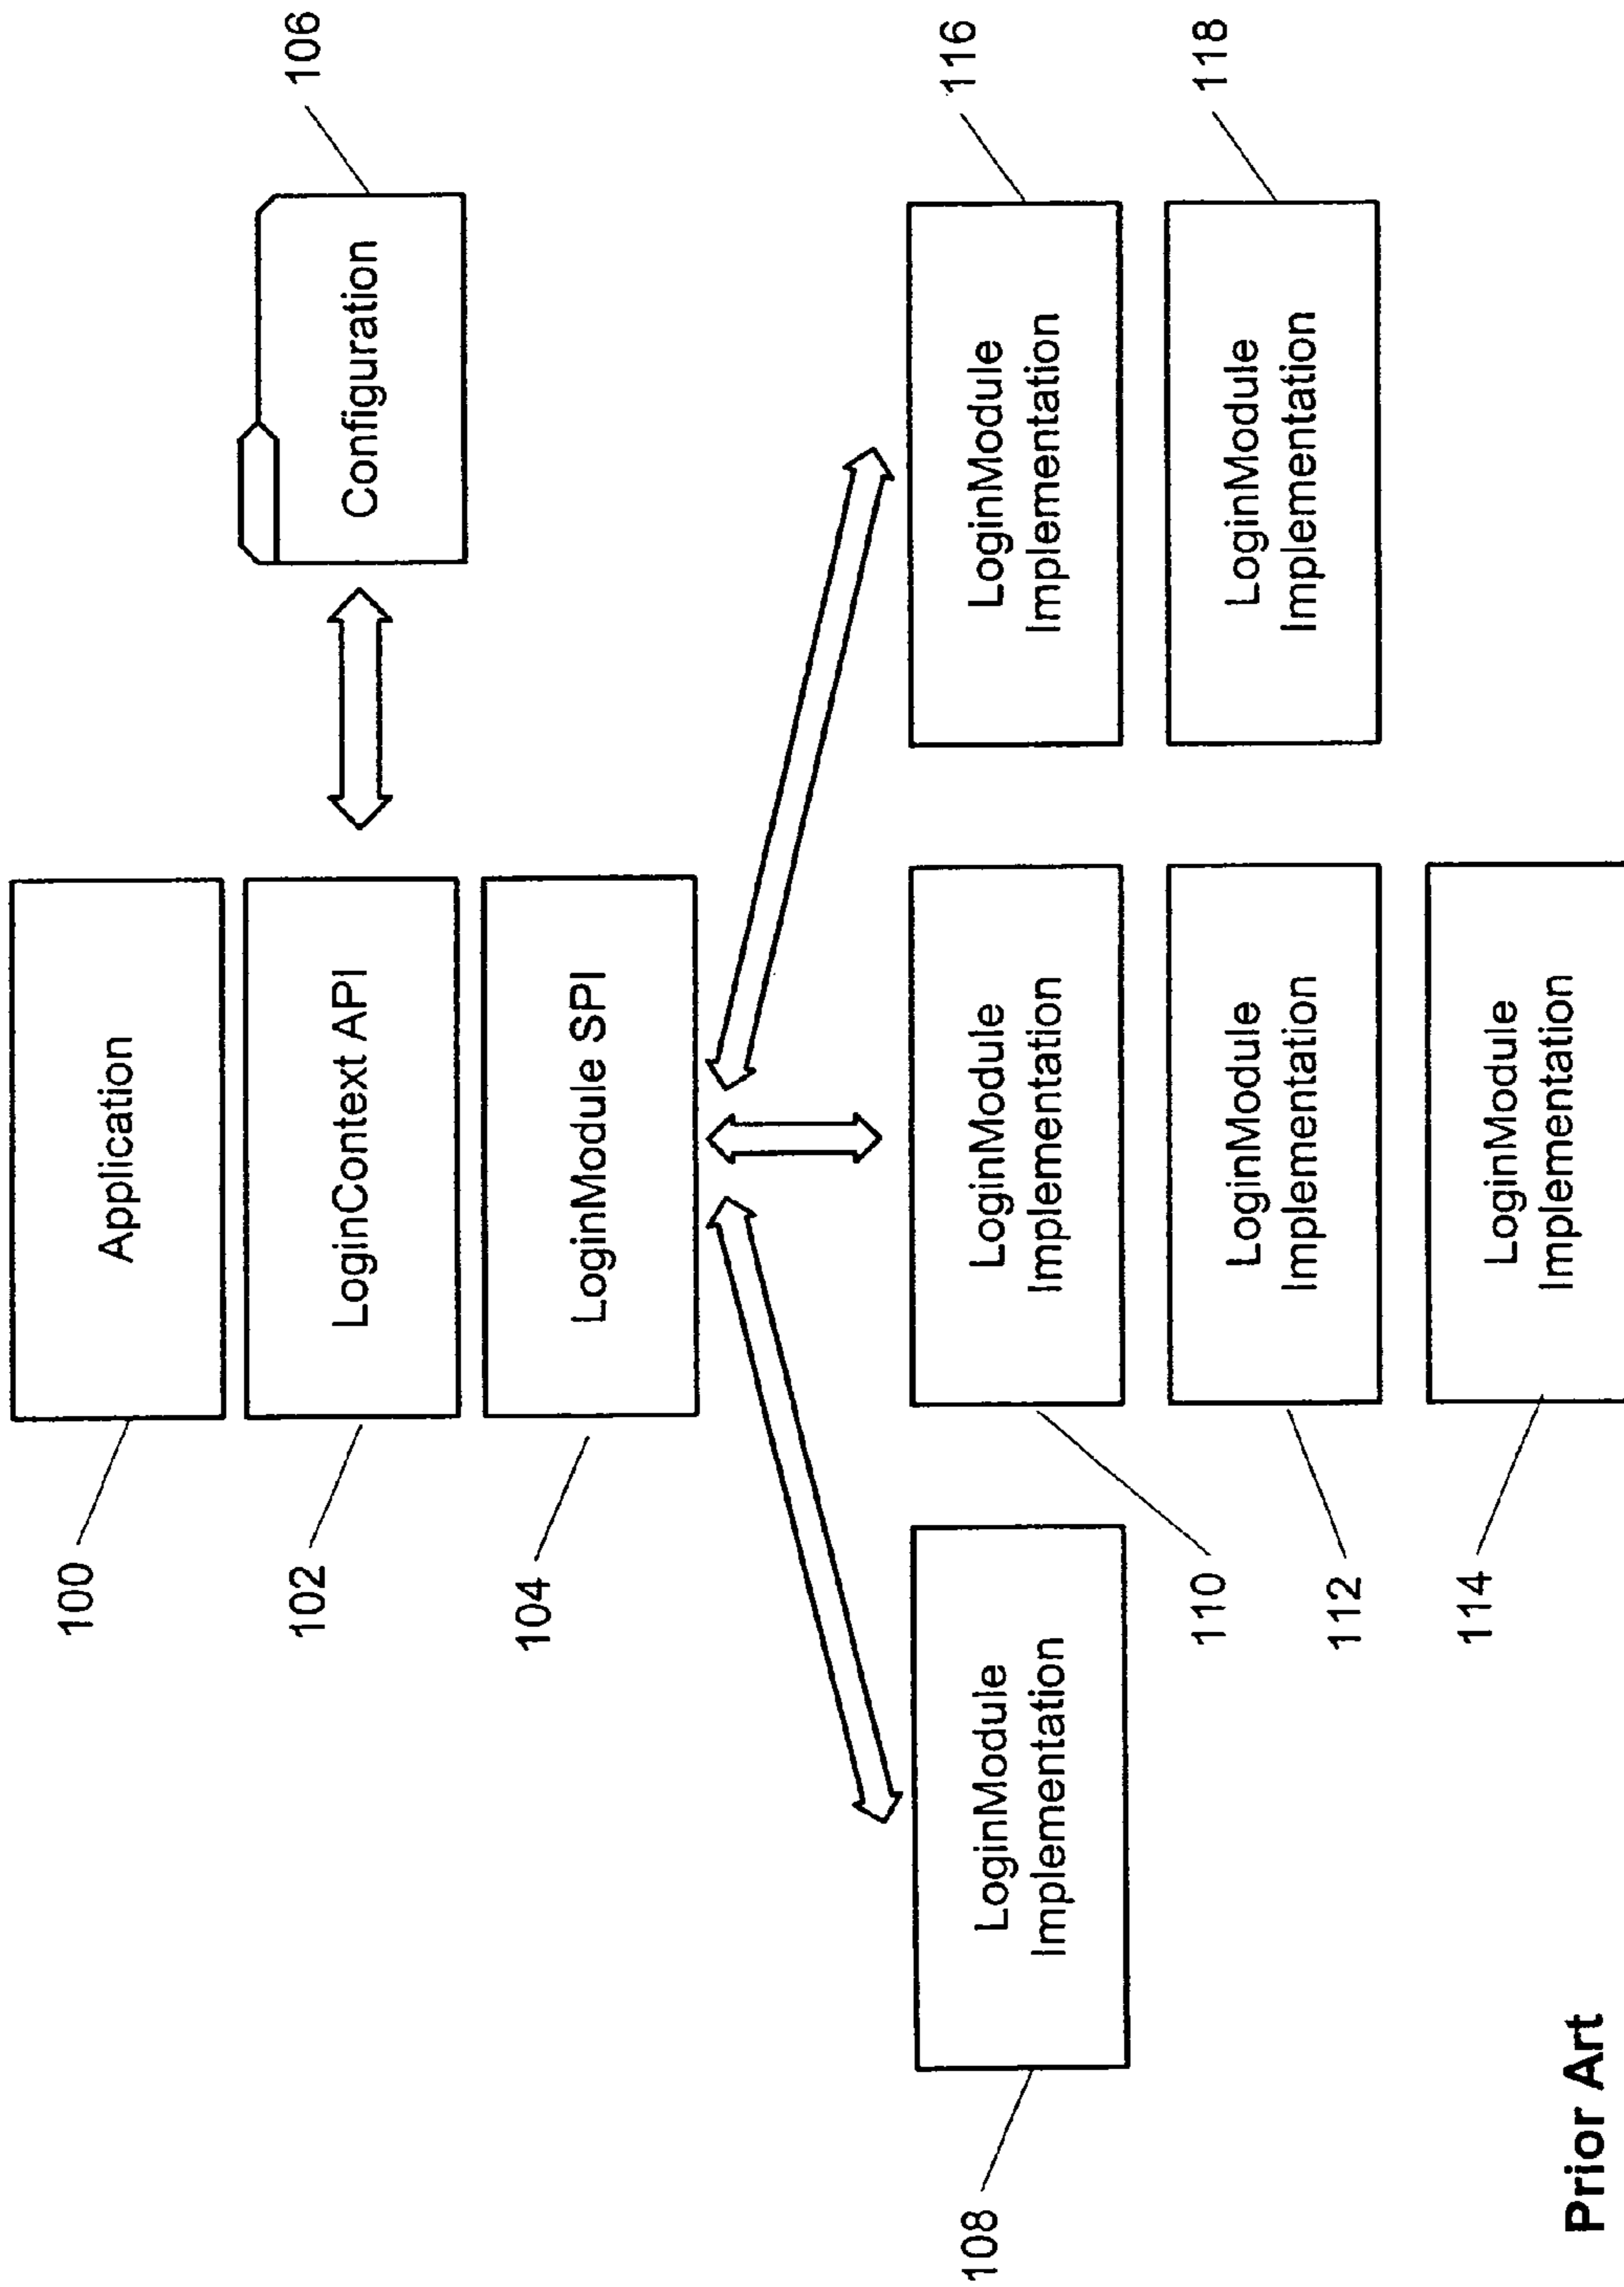 100
Application
106
102
LoginContext API
Configuration
104
LoginModule SPI
108
LoginModule
Implementation
110
LoginModule
Implementation
116
LoginModule
Implementation
112
LoginModule
Implementation
118
LoginModule
Implementation
114
LoginModule
Implementation
Prior Art